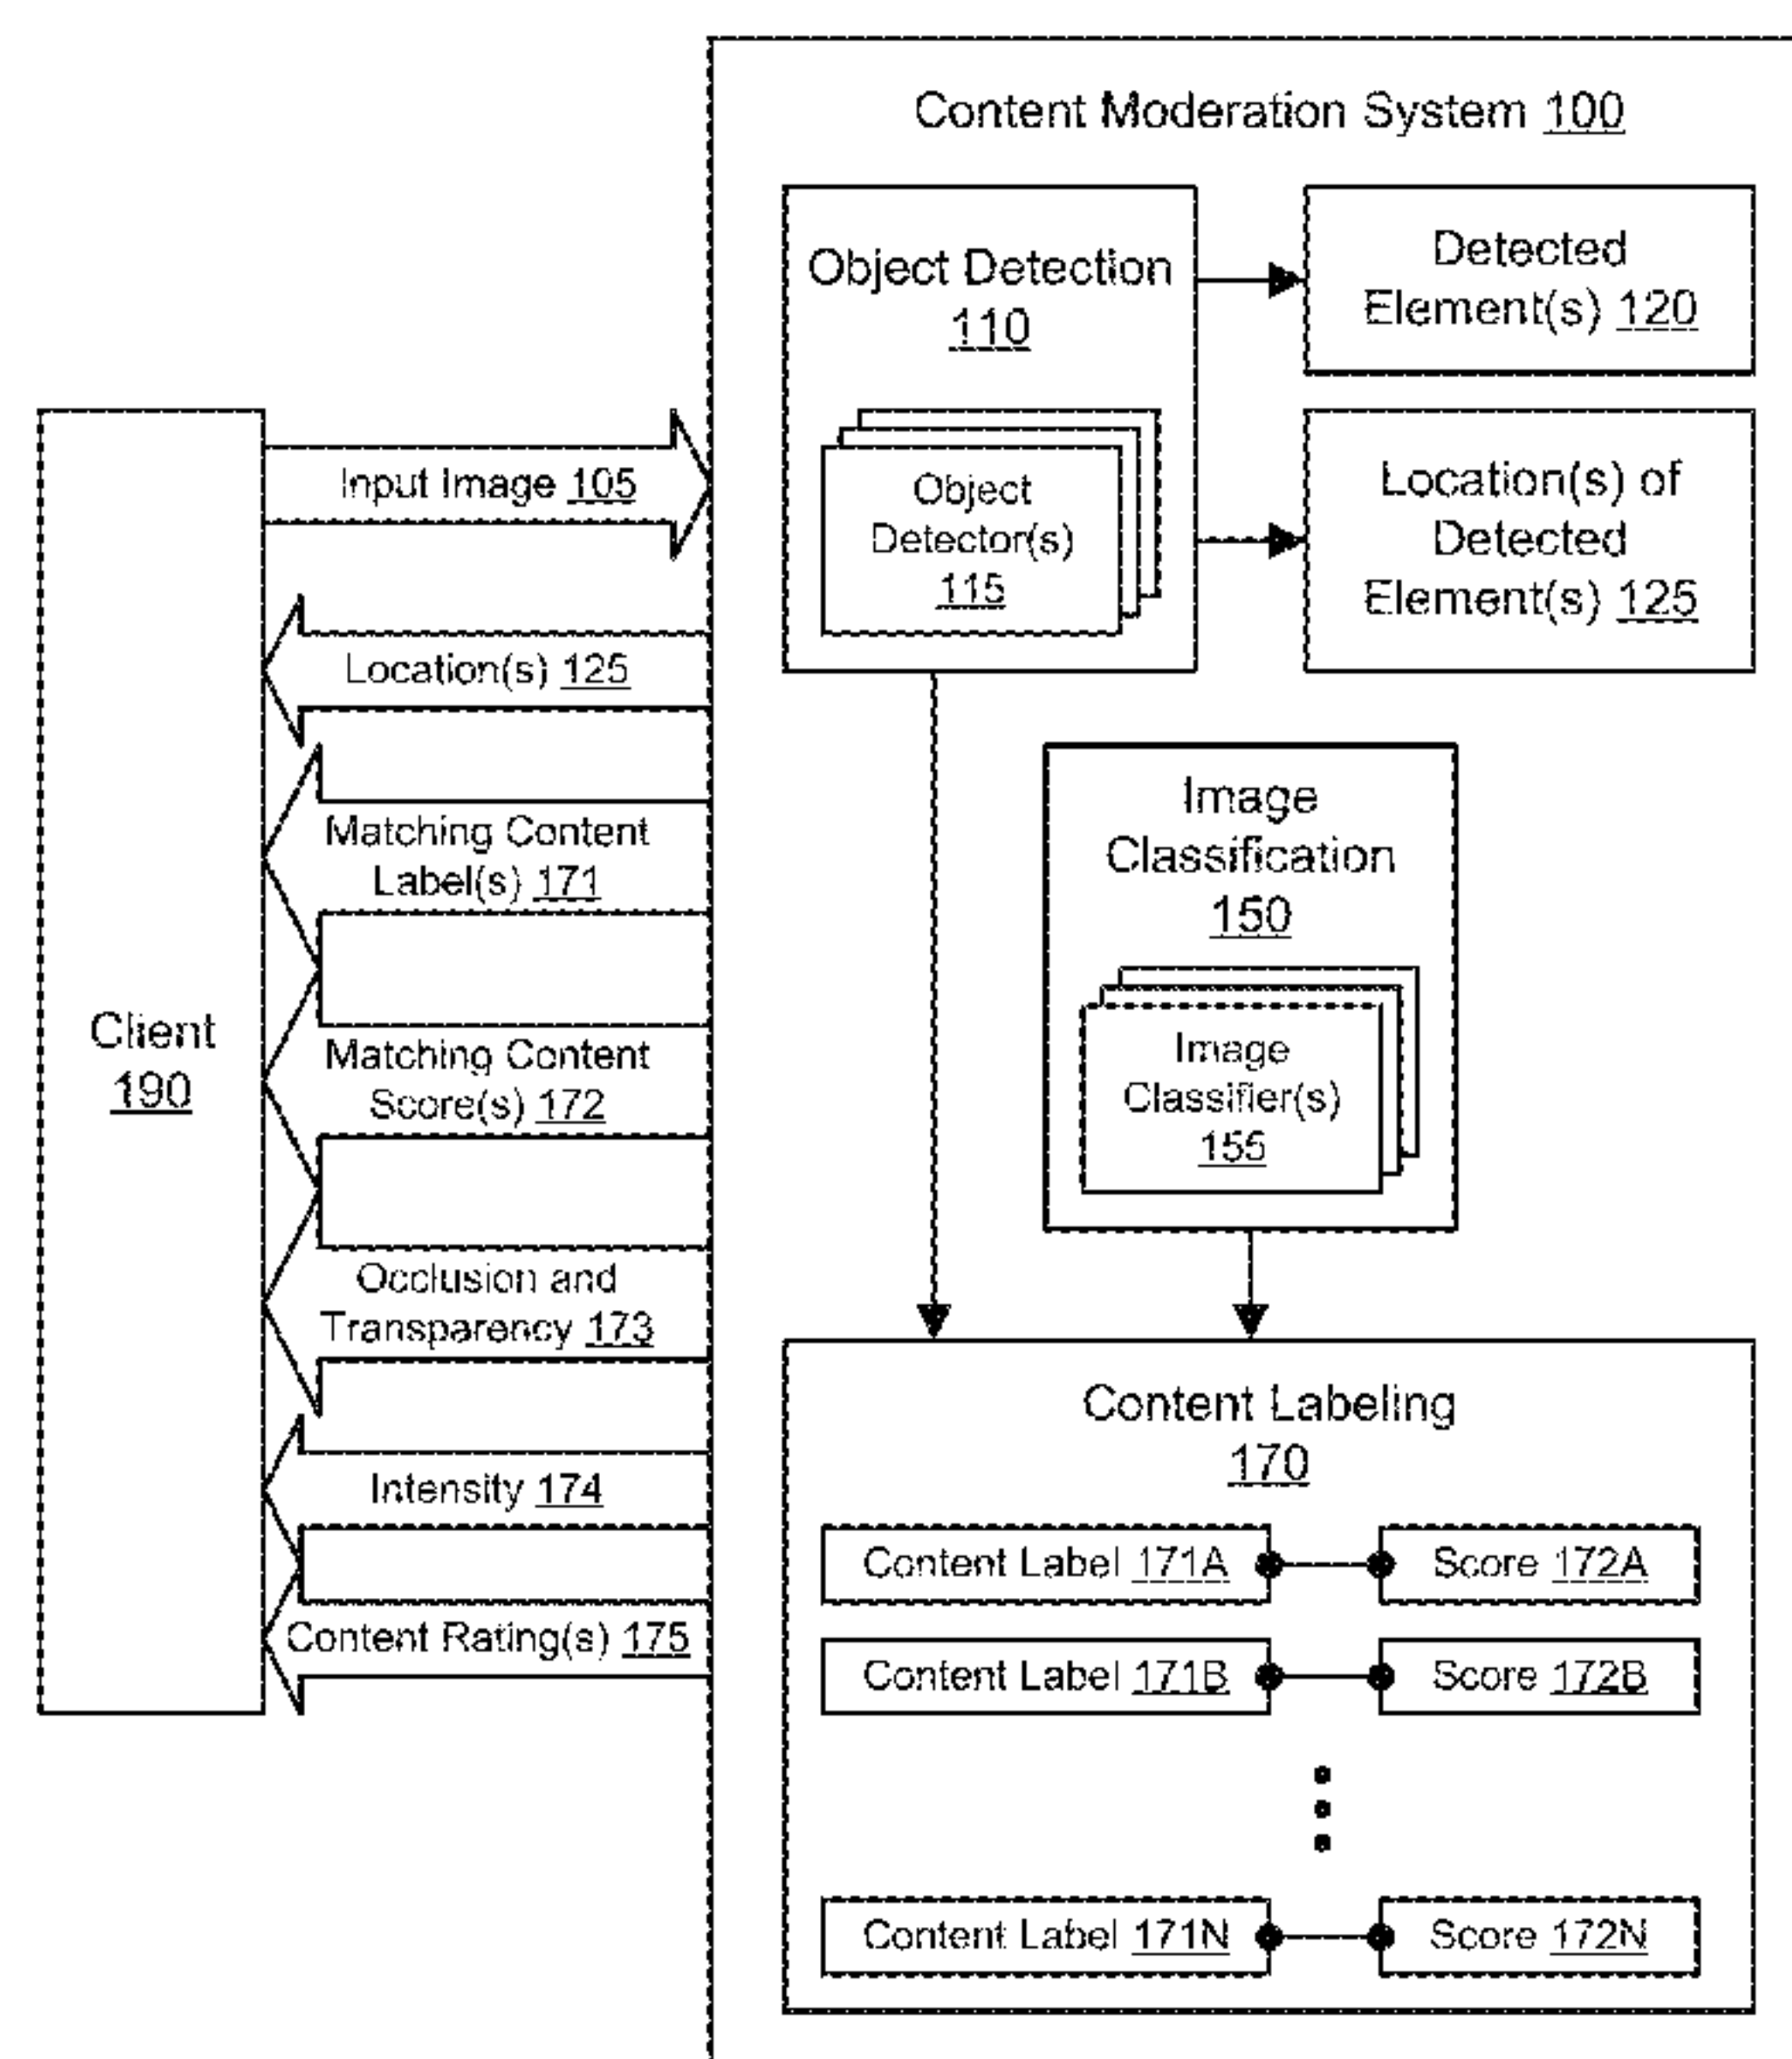 Content Moderation System 100
Object Detection
110
Object
Detector(s)
115
Detected
Element(s) 120
Location(s) of
Detected
Element(s) 125
Client
190
Input Image 105
Location(s) 125
Matching Content
Label(s) 171
Matching Content
Score(s) 172
Occlusion and
Transparency 173
Intensity 174
Content Rating(s) 175
Image
Classification
150
Image
Classifier(s)
155
Content Labeling
170
Content Label 171A
Score 172A
Content Label 171B
Score 172B
Content Label 171N
Score 172N